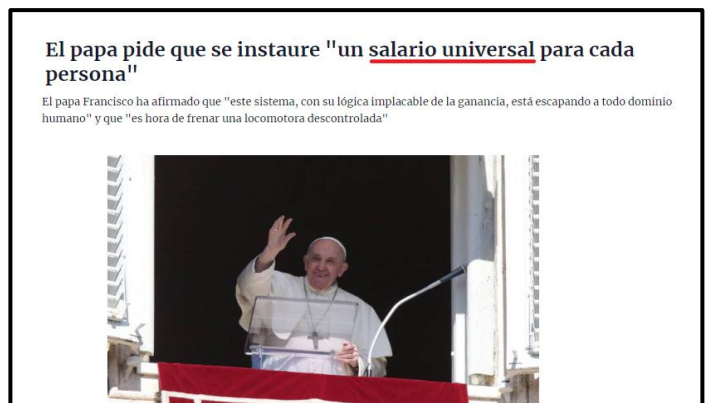 El papa pide que se instaure "un salario universal para cada
persona"
El papa Francisco ha afirmado que "este sistema, con su lógica implacable de la ganancia, está escapando a todo dominio
humano" y que "es hora de frenar una locomotora descontrolada"